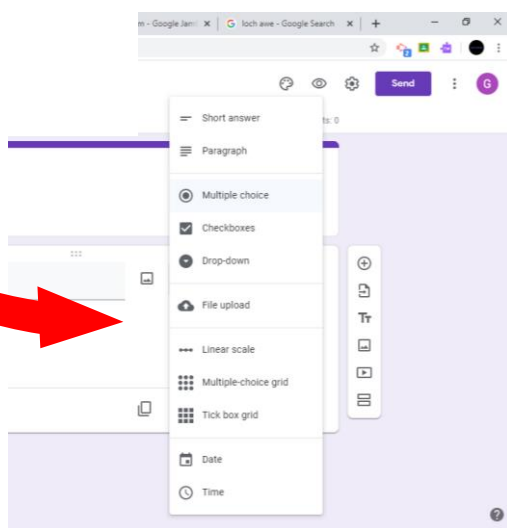 m - Google Jam
loch awe - Google Search
Send
G
Short answer
ts: 0
Paragraph
Multiple choice
Checkboxes
Drop-down
File upload
Linear scale
Tт
Multiple-choice grid
Tick box grid
Date
Time